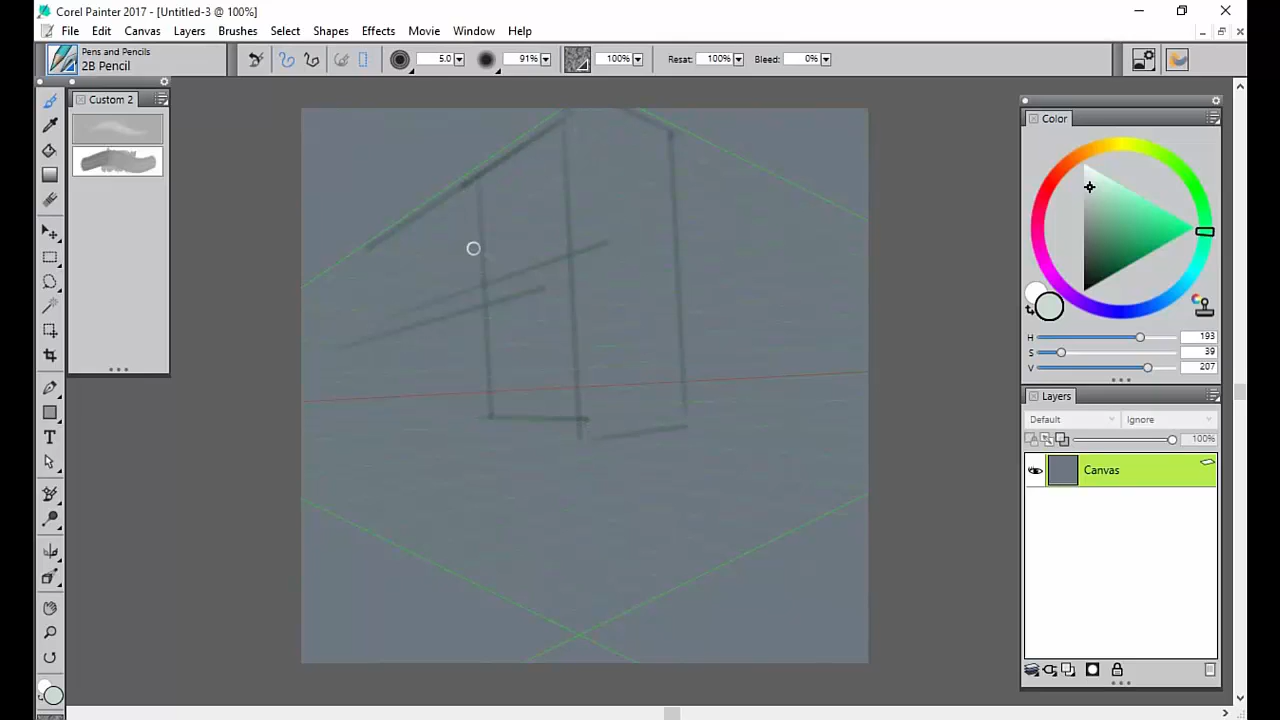 Corel Painter 2017 - [Untitled-3 @ 100%]
File Edit Canvas Layers Brushes Select Shapes Effects Movie Window Help
Pens and Pencils
2B Pencil
5.0 91% 100% Resat: 100% Bleed: 0%
Custom 2
Color
H 193
S 39
V 207
Layers
Default Ignore
100%
Canvas
T